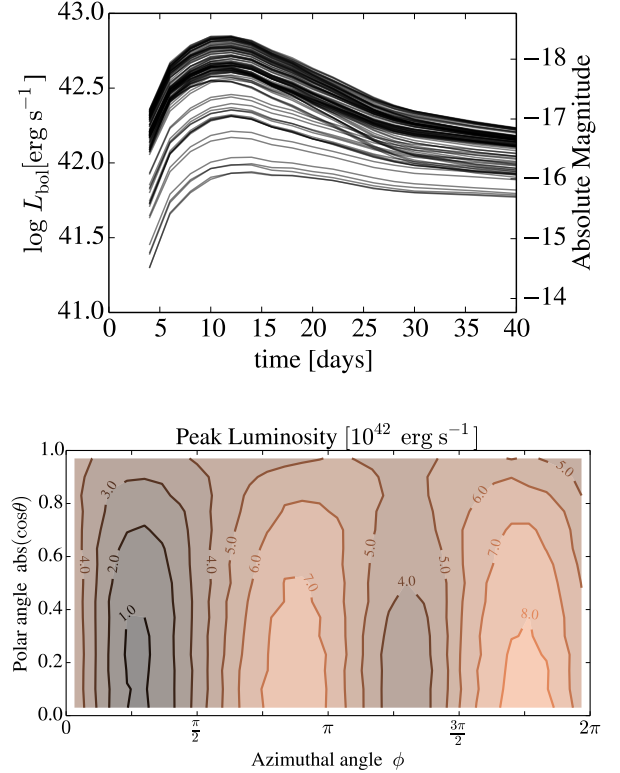 43.0
42.5
42.0
41.5
41.0
log L_bol[erg s⁻¹]
−18
−17
−16
−15
−14
Absolute Magnitude
0 5 10 15 20 25 30 35 40
time [days]
Peak Luminosity [10⁴² erg s⁻¹]
1.0
0.8
0.6
0.4
0.2
0.0
Polar angle abs(cosθ)
5.0
3.0
6.0
4.0 2.0 4.0 5.0 6.0 7.0 5.0 4.0 5.0 7.0
1.0
8.0
0 π/2 π 3π/2 2π
Azimuthal angle ϕ